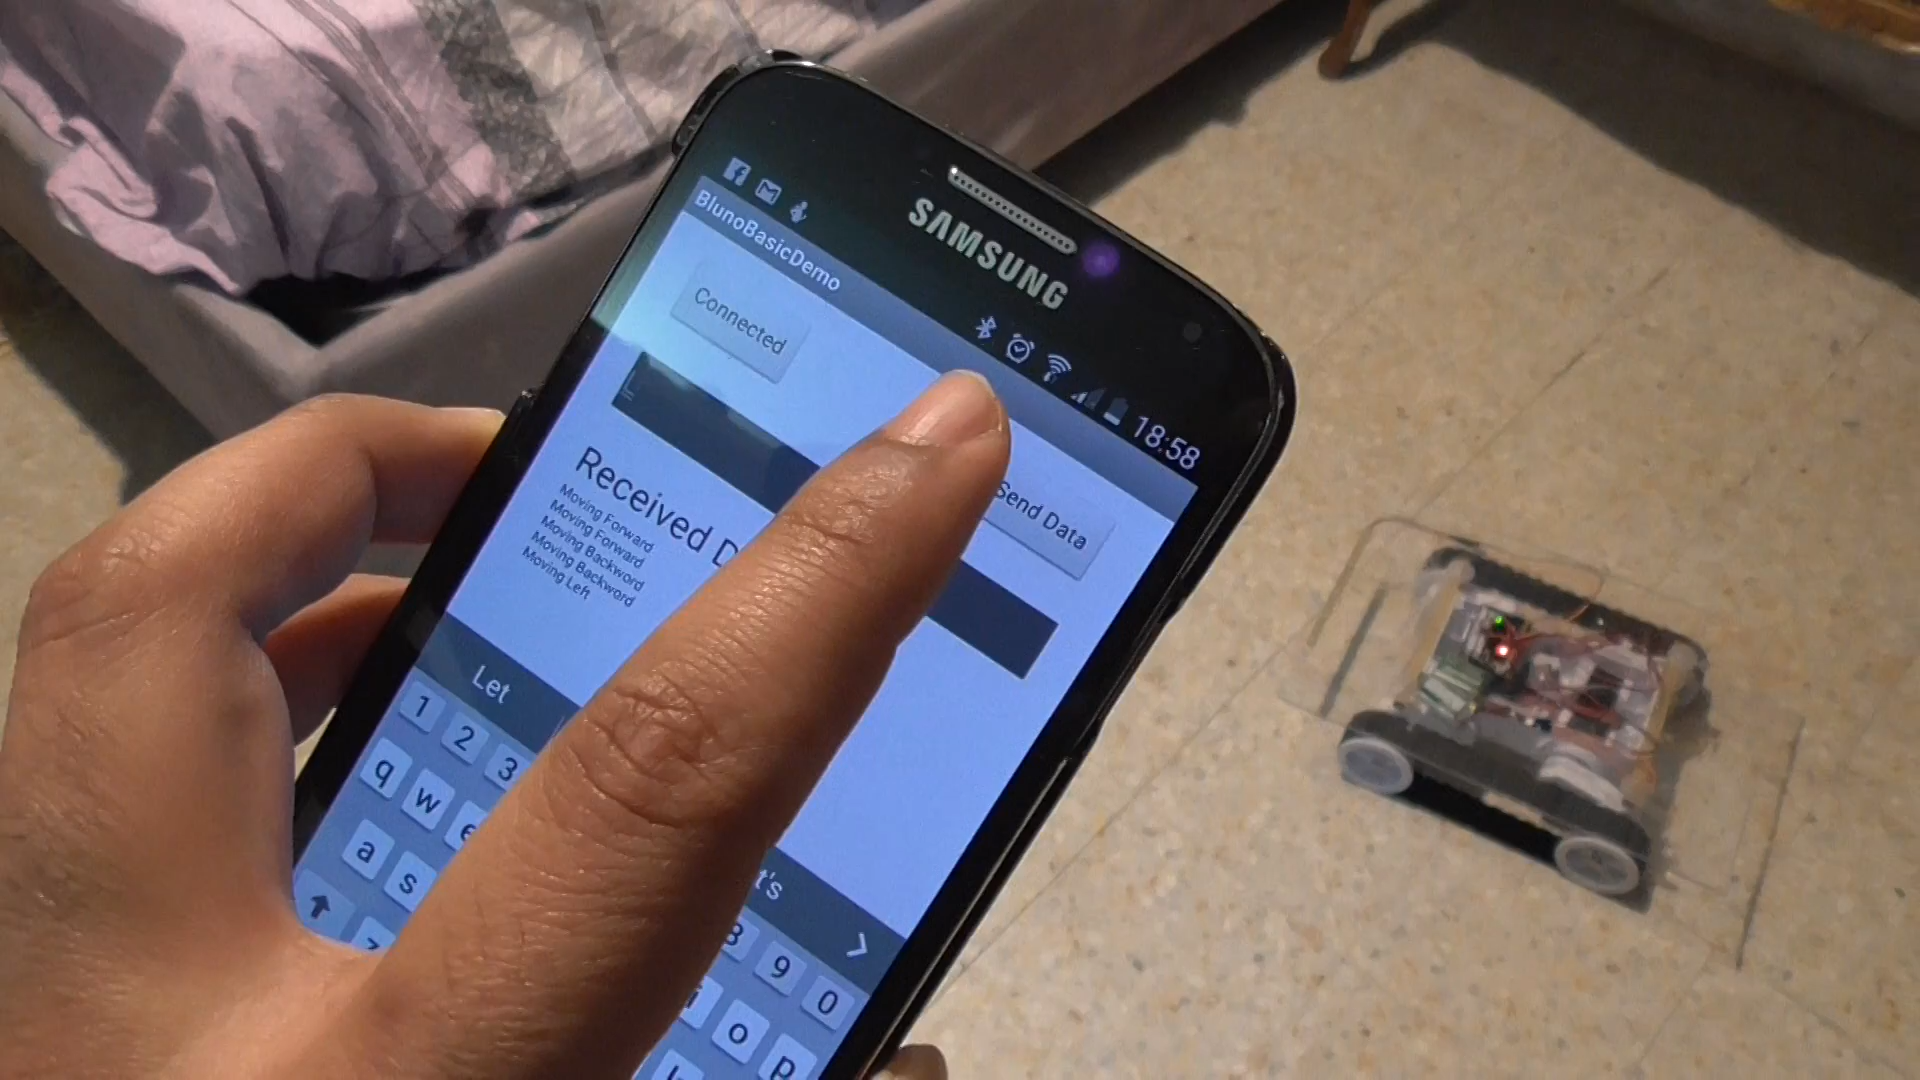 SAMSUNG
18:58
BlunoBasicDemo
Connected
Send Data
L
Received D
Moving Forward
Moving Forward
Moving Backword
Moving Backword
Moving Left
Let
t's
1 2 3
8 9 0
q w e
i o p
a s
z